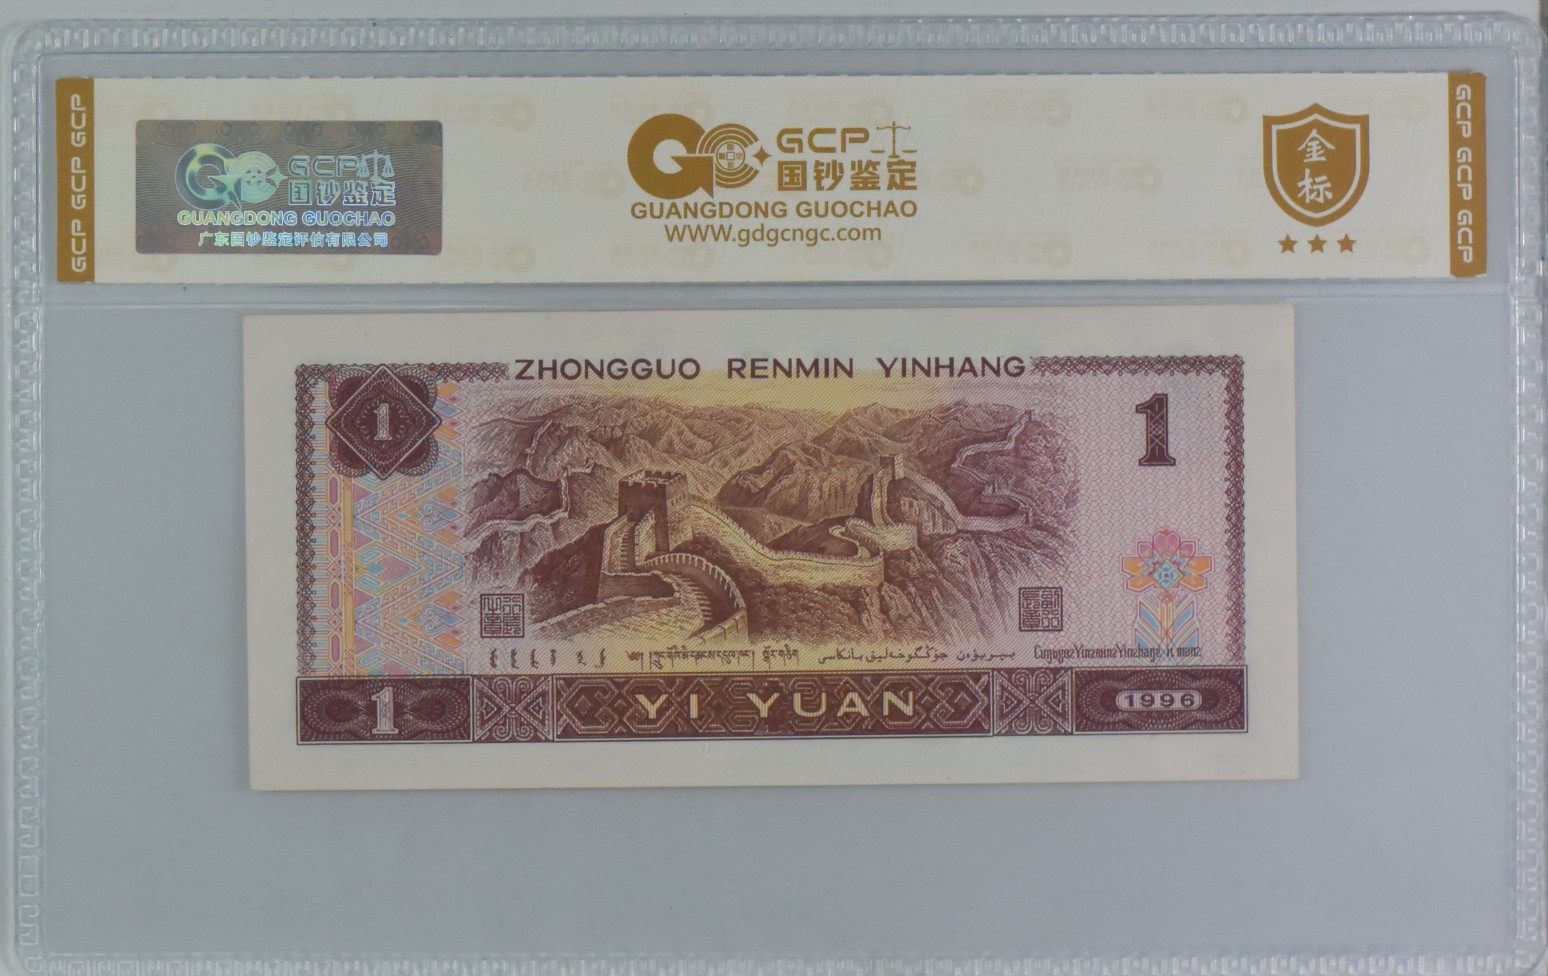 GCP GCP GCP
GCP
国钞鉴定
GUANGDONG GUOCHAO
广东国钞鉴定评估有限公司
GCP
国钞鉴定
GUANGDONG GUOCHAO
WWW.gdgcngc.com
金
标
GCP GCP GCP
ZHONGGUO RENMIN YINHANG
1
1
YI YUAN
1
1996